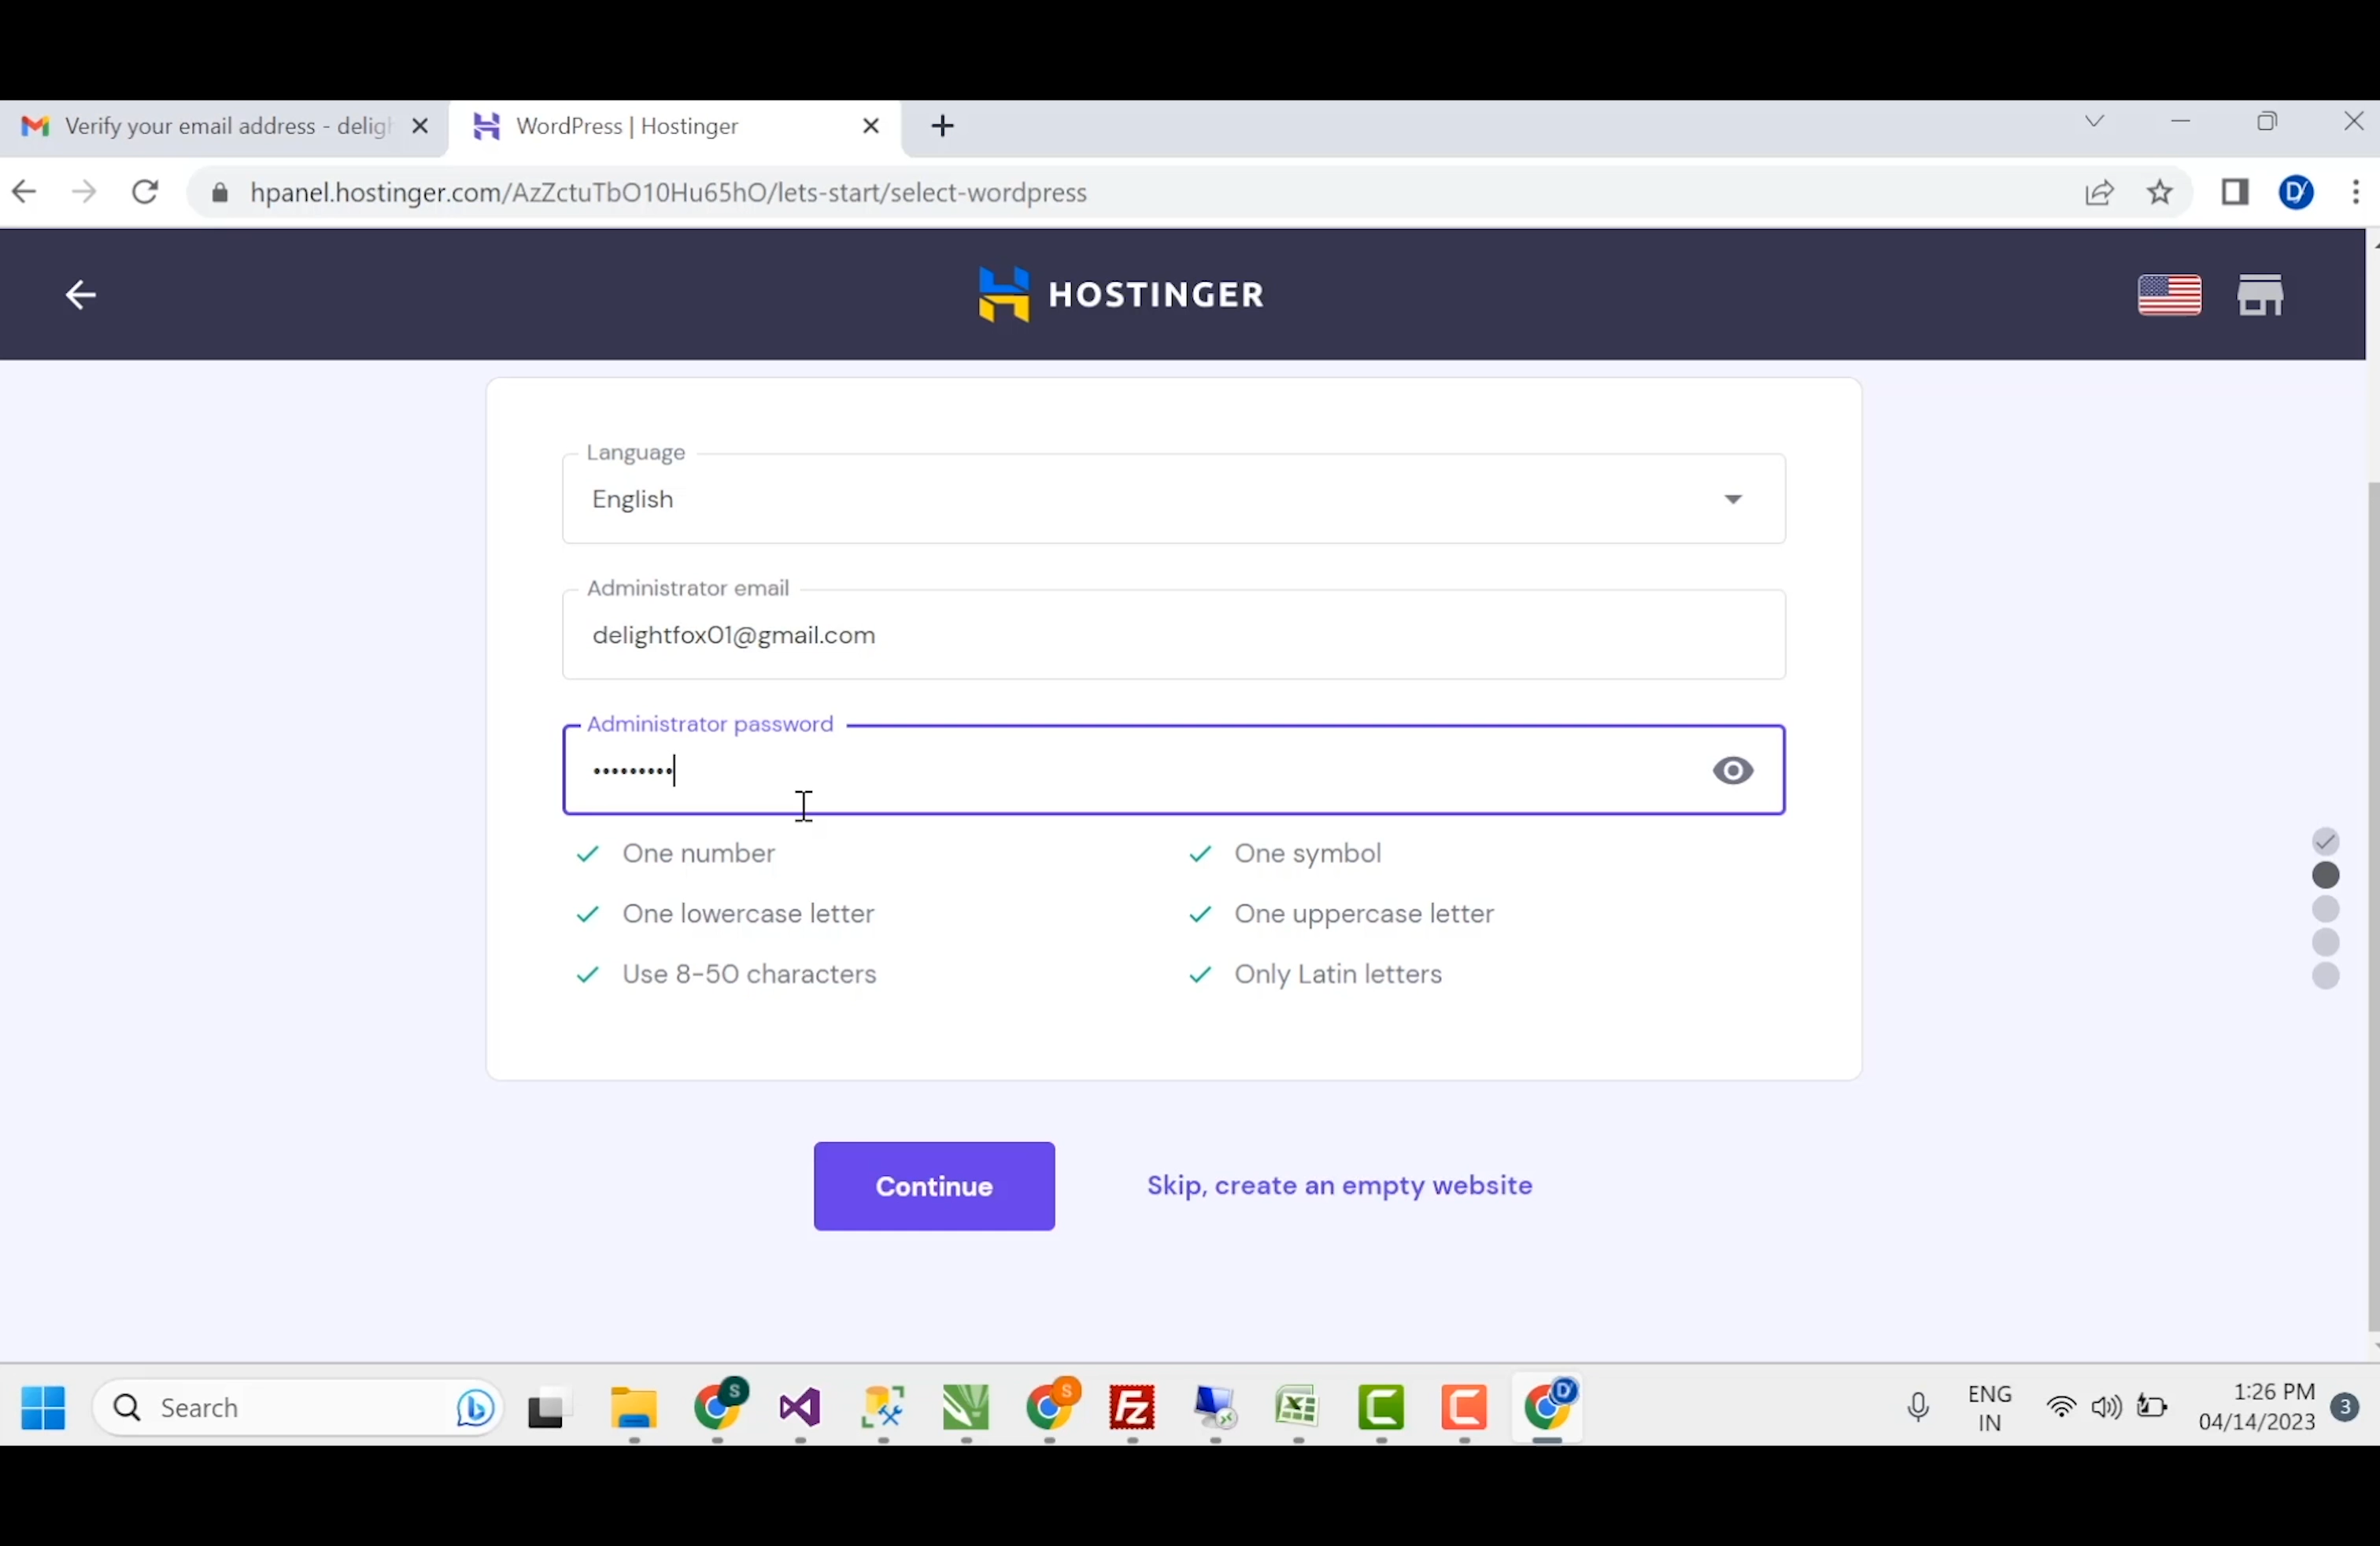 Verify your email address - deligh
WordPress | Hostinger
hpanel.hostinger.com/AzZctuTbO10Hu65hO/lets-start/select-wordpress
HOSTINGER
Language
English
Administrator email
delightfox01@gmail.com
Administrator password
•••••••••
One number
One symbol
One lowercase letter
One uppercase letter
Use 8-50 characters
Only Latin letters
Continue
Skip, create an empty website
Search
ENG
IN
1:26 PM
04/14/2023
3